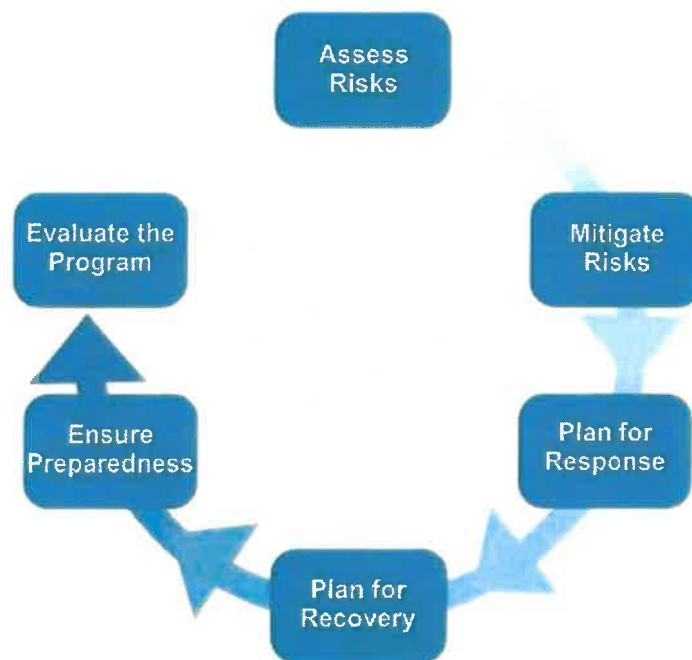 Assess
Risks
Mitigate
Risks
Plan for
Response
Plan for
Recovery
Ensure
Preparedness
Evaluate the
Program